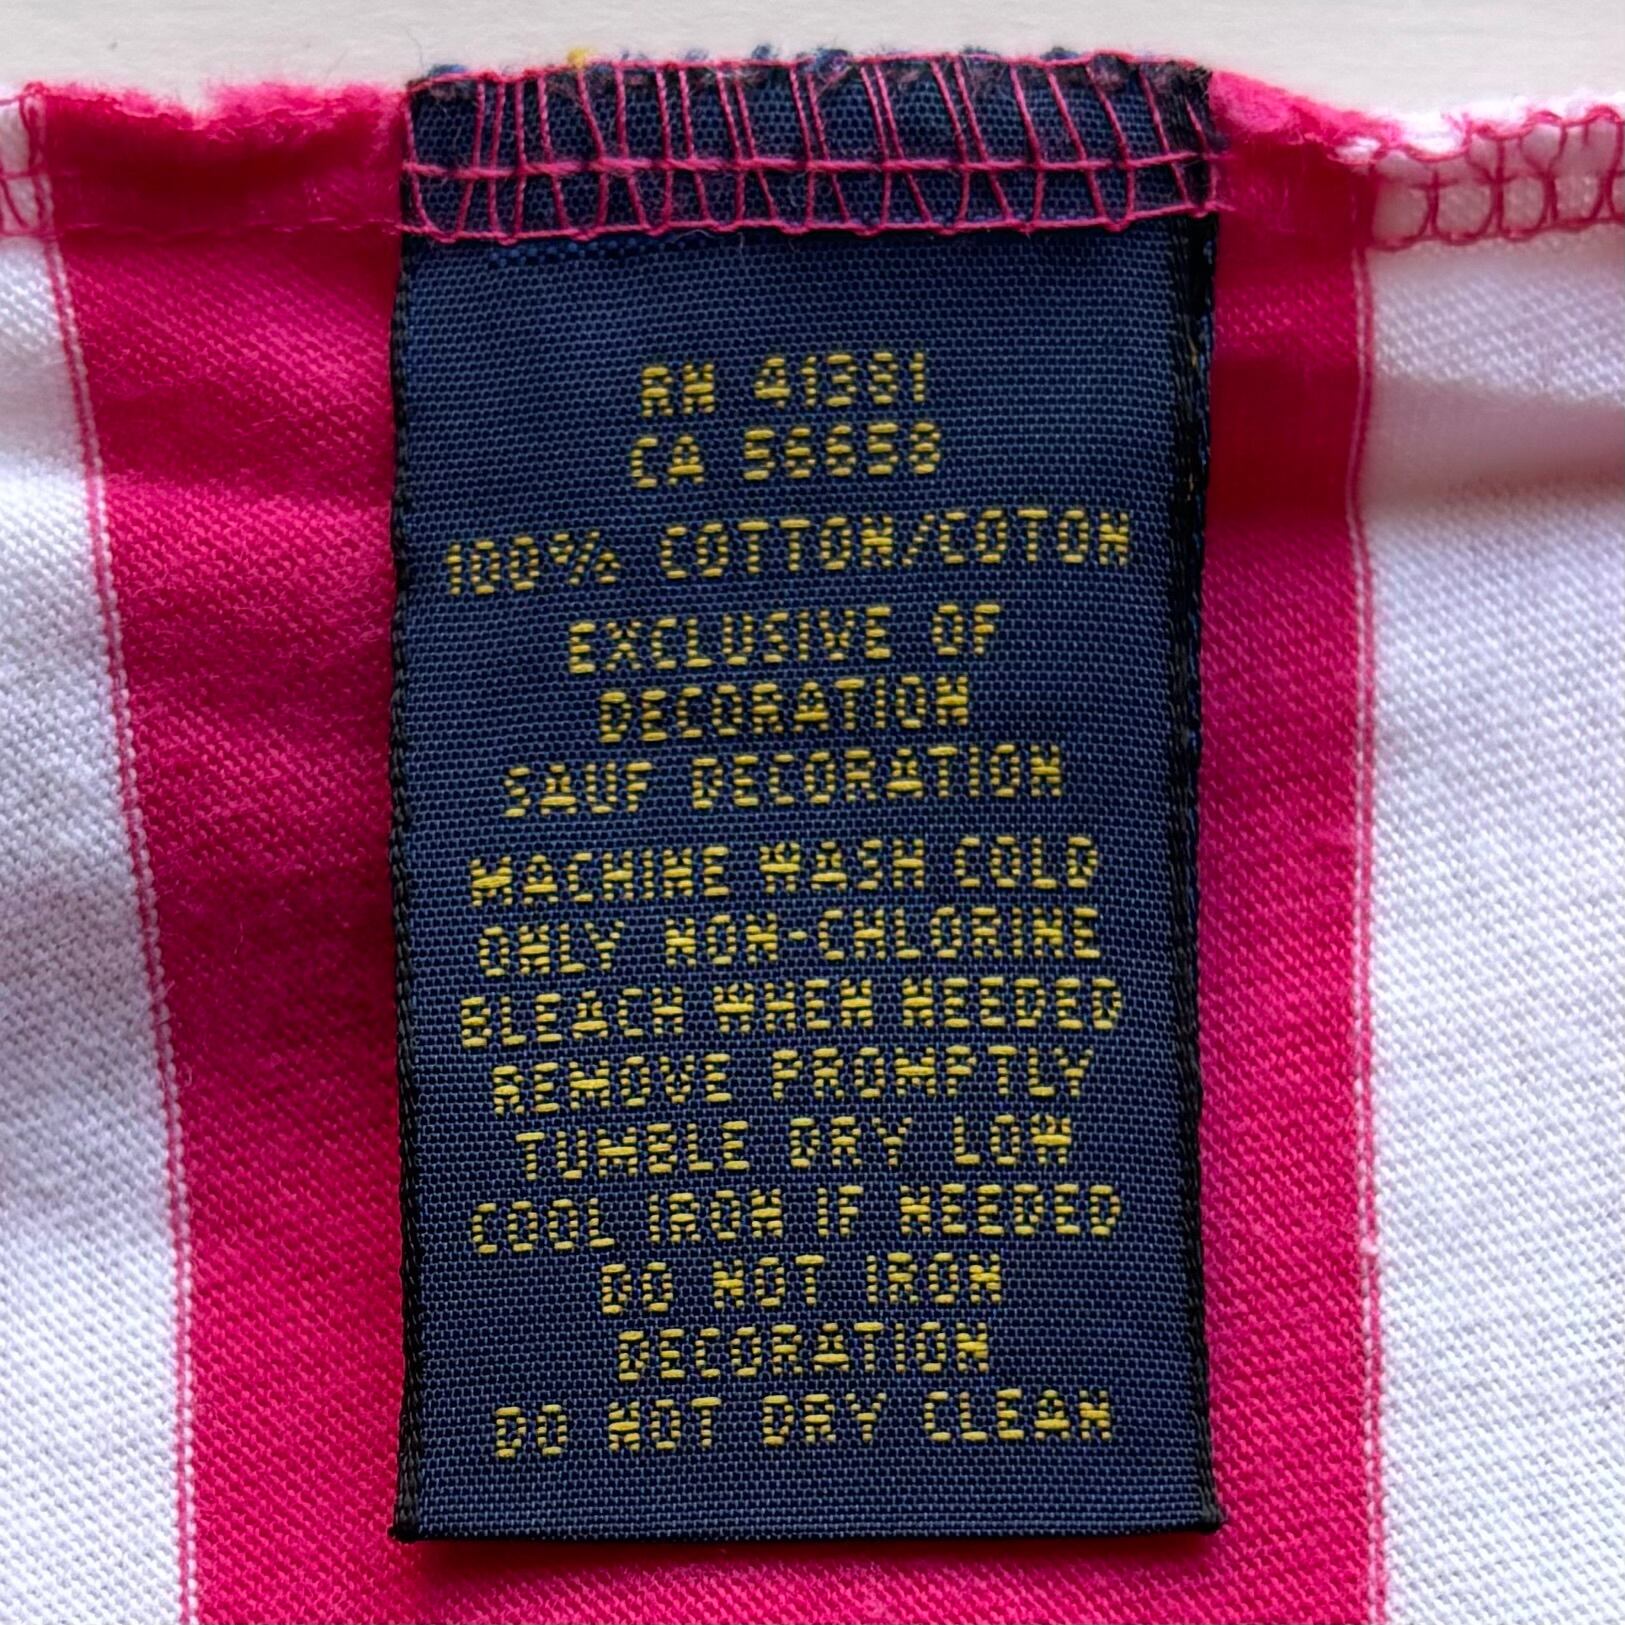 RN 41381
CA 56658
100% COTTON/COTON
EXCLUSIVE OF
DECORATION
SAUF DECORATION
MACHINE WASH COLD
ONLY NON-CHLORINE
BLEACH WHEN NEEDED
REMOVE PROMPTLY
TUMBLE DRY LOW
COOL IRON IF NEEDED
DO NOT IRON
DECORATION
DO NOT DRY CLEAN